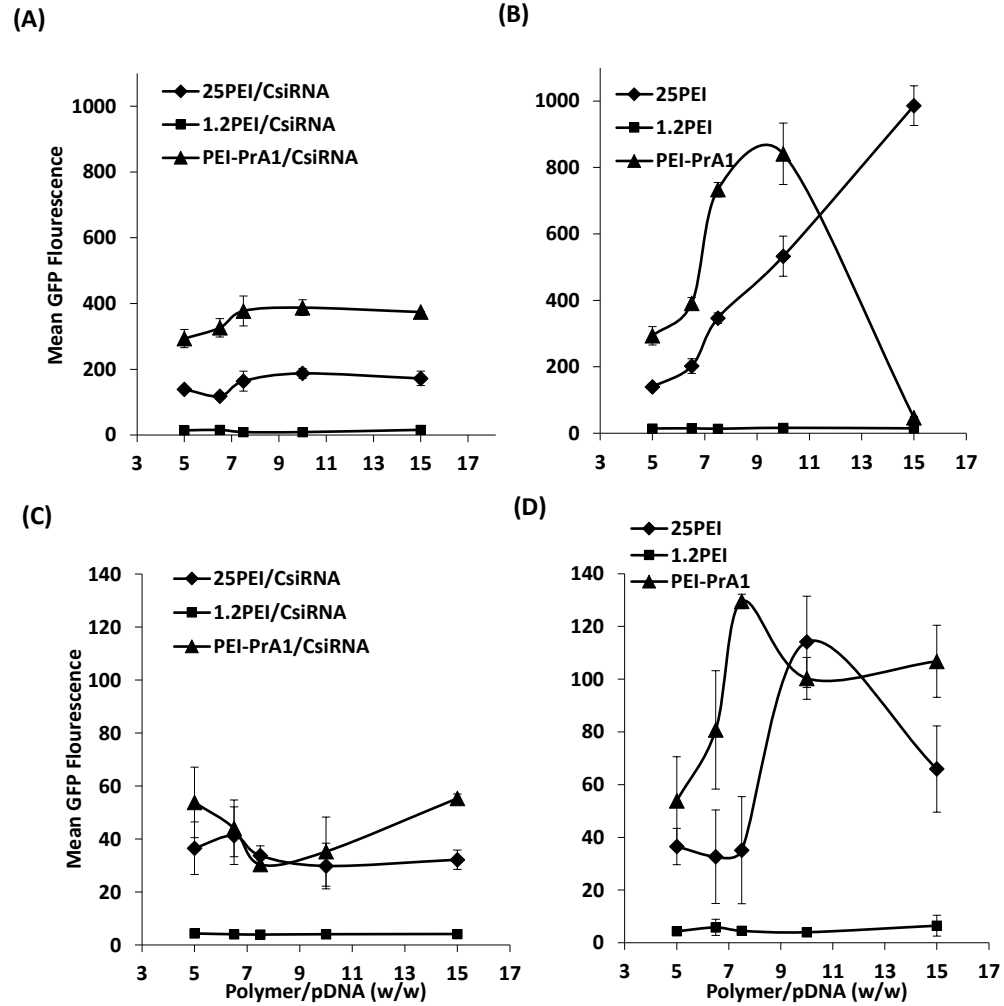 (A)
Mean GFP Flourescence
1000
800
600
400
200
0
25PEI/CsiRNA
1.2PEI/CsiRNA
PEI-PrA1/CsiRNA
3 5 7 9 11 13 15 17
(B)
1000
800
600
400
200
0
25PEI
1.2PEI
PEI-PrA1
3 5 7 9 11 13 15 17
(C)
Mean GFP Flourescence
140
120
100
80
60
40
20
0
25PEI/CsiRNA
1.2PEI/CsiRNA
PEI-PrA1/CsiRNA
3 5 7 9 11 13 15 17
Polymer/pDNA (w/w)
(D)
25PEI
1.2PEI
PEI-PrA1
140
120
100
80
60
40
20
0
3 5 7 9 11 13 15 17
Polymer/pDNA (w/w)